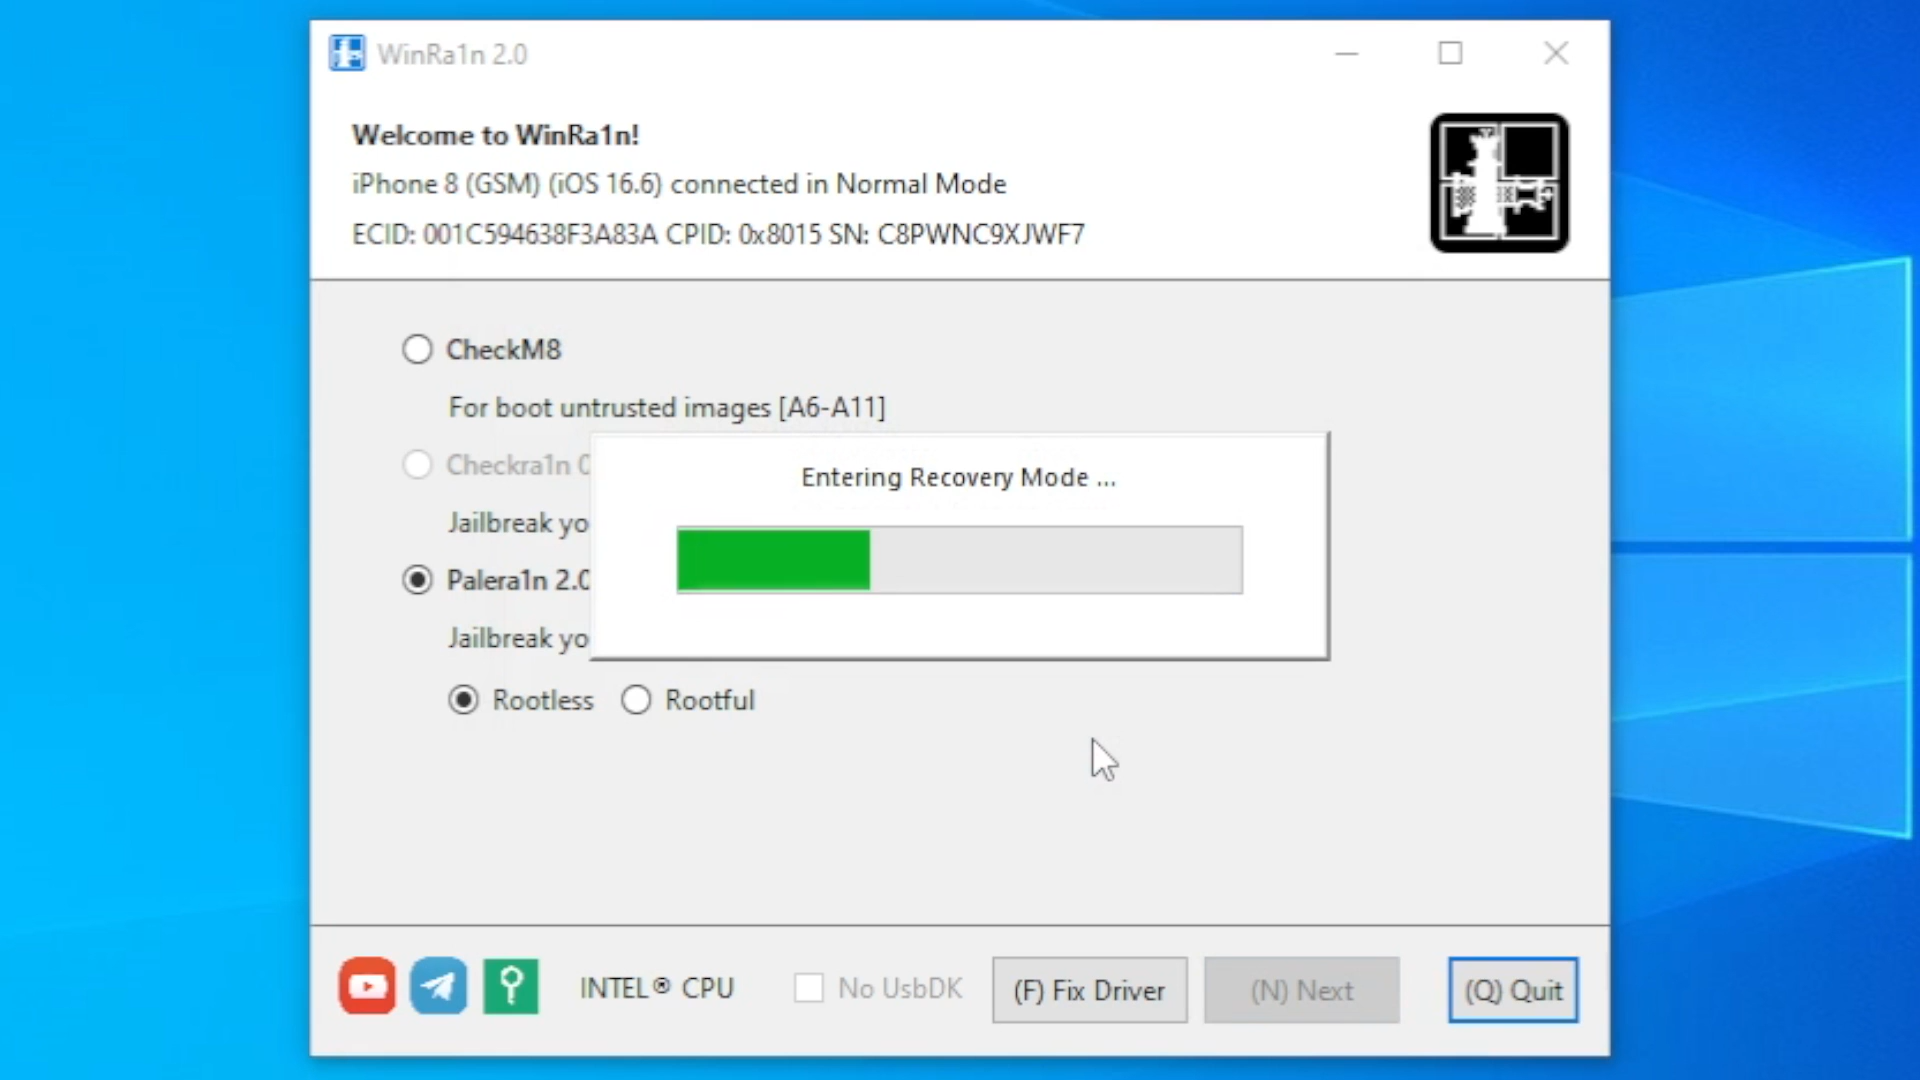 WinRa1n 2.0
Welcome to WinRa1n!
iPhone 8 (GSM) (iOS 16.6) connected in Normal Mode
ECID: 001C594638F3A83A CPID: 0x8015 SN: C8PWNC9XJWF7
CheckM8
For boot untrusted images [A6-A11]
Checkra1n
Entering Recovery Mode ...
Jailbreak yo
Palera1n 2.0
Jailbreak yo
Rootless Rootful
INTEL® CPU No UsbDK (F) Fix Driver (N) Next (Q) Quit